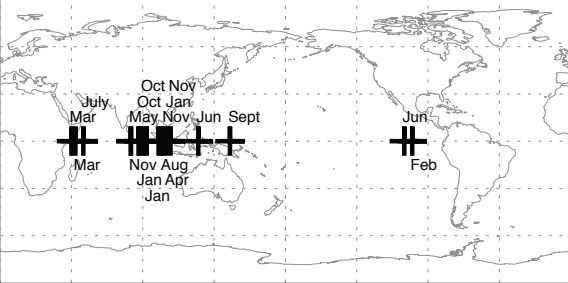 Oct Nov
July Oct Jan
Mar May Nov Jun Sept Jun
Mar Nov Aug Feb
Jan Apr
Jan